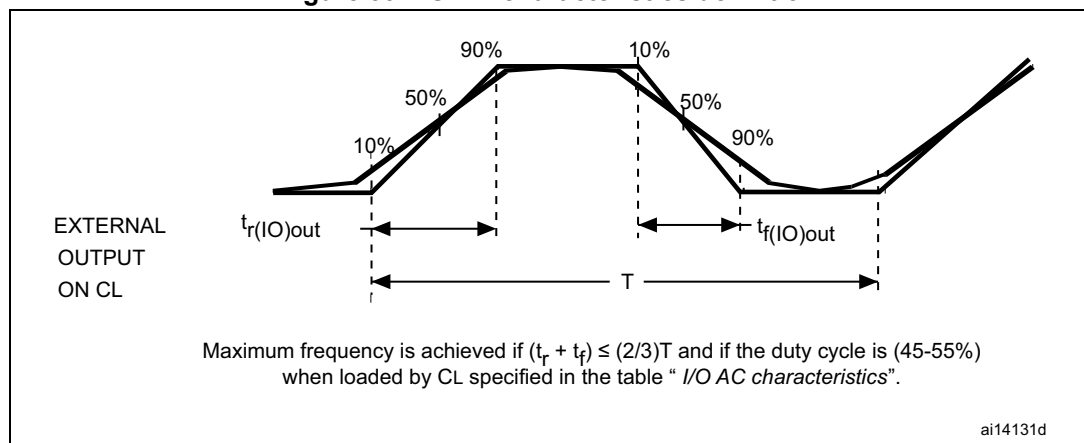 90%
10%
50%
50%
10%
90%
EXTERNAL
OUTPUT
ON CL
tr(IO)out
tf(IO)out
T
Maximum frequency is achieved if (tr + tf) ≤ (2/3)T and if the duty cycle is (45-55%)
when loaded by CL specified in the table “ I/O AC characteristics”.
ai14131d